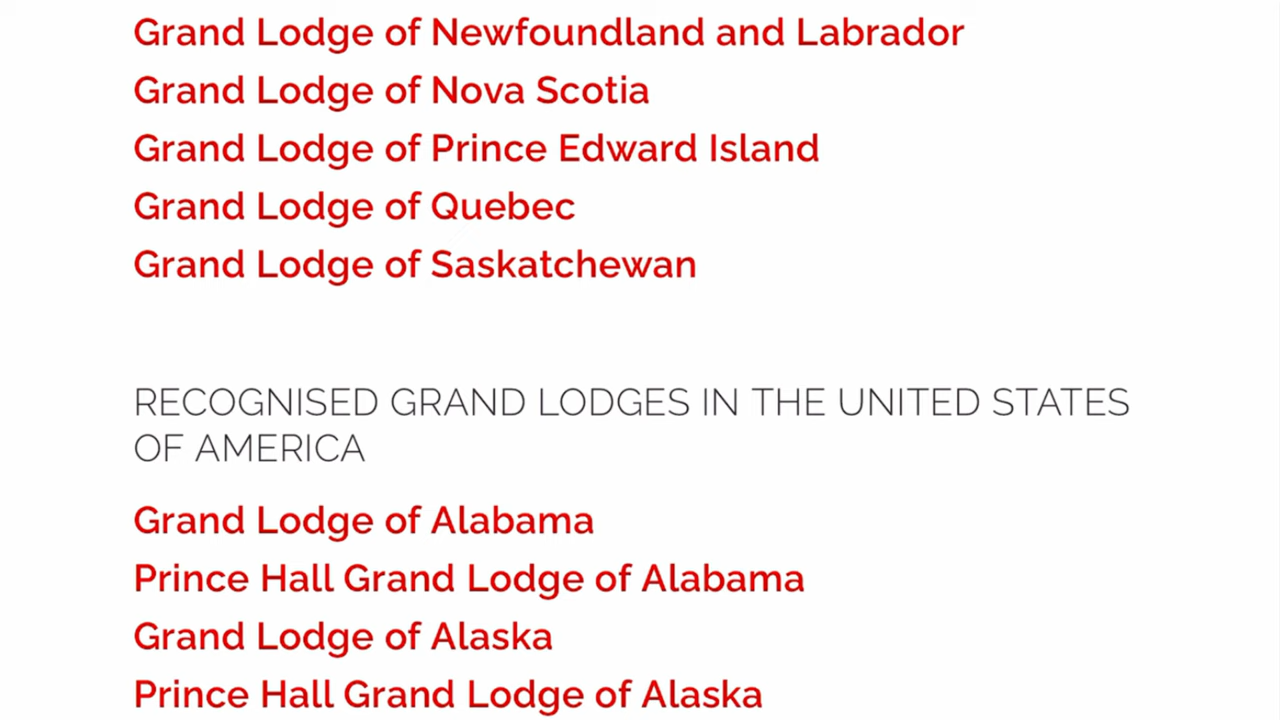 Grand Lodge of Newfoundland and Labrador
Grand Lodge of Nova Scotia
Grand Lodge of Prince Edward Island
Grand Lodge of Quebec
Grand Lodge of Saskatchewan
RECOGNISED GRAND LODGES IN THE UNITED STATES
OF AMERICA
Grand Lodge of Alabama
Prince Hall Grand Lodge of Alabama
Grand Lodge of Alaska
Prince Hall Grand Lodge of Alaska